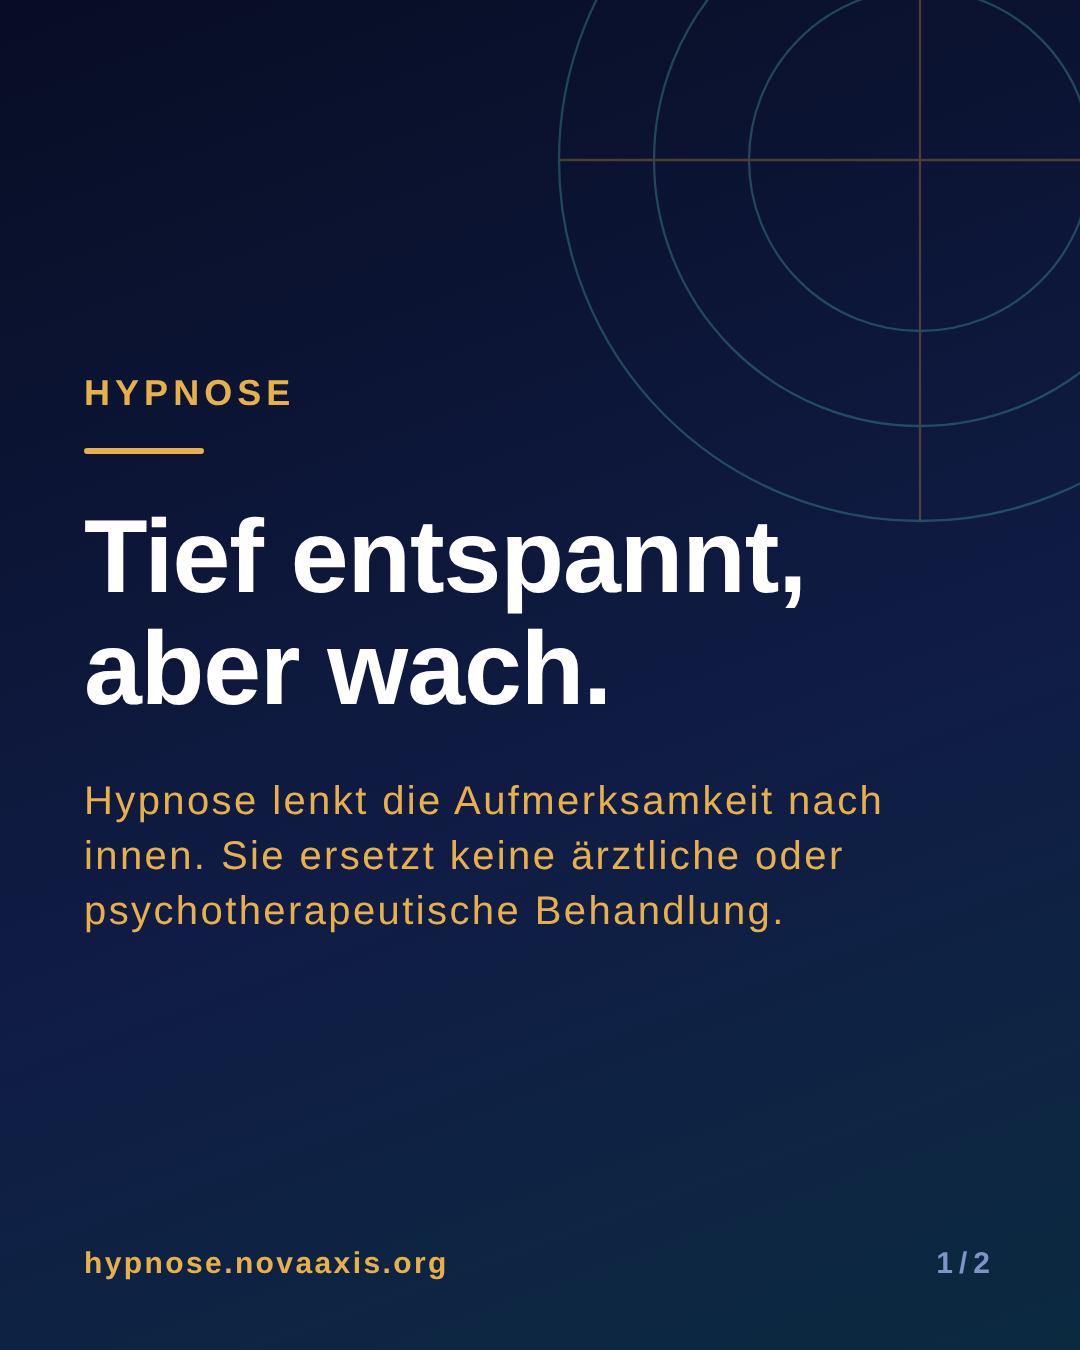 HYPNOSE
Tief entspannt,
aber wach.
Hypnose lenkt die Aufmerksamkeit nach
innen. Sie ersetzt keine ärztliche oder
psychotherapeutische Behandlung.
hypnose.novaaxis.org
1/2